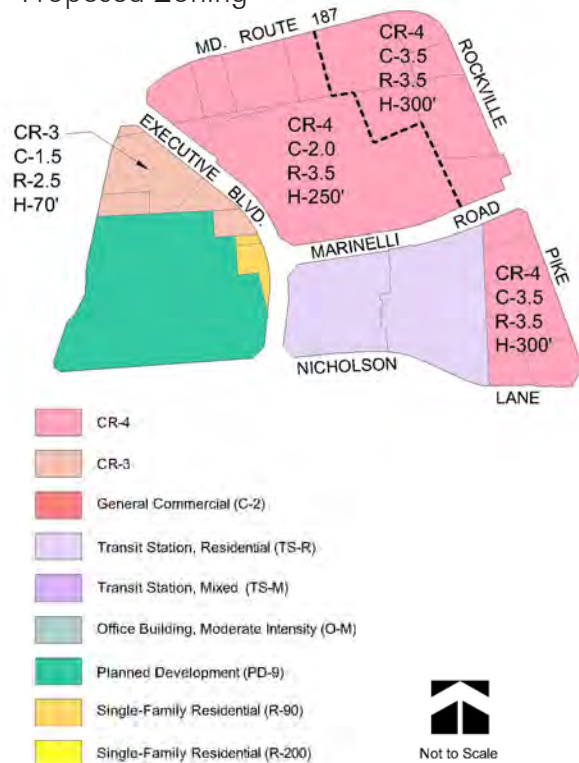 Proposed Zoning
MD. ROUTE 187
ROCKVILLE
PIKE
CR-4
C-3.5
R-3.5
H-300'
CR-3
C-1.5
R-2.5
H-70'
EXECUTIVE BLVD.
CR-4
C-2.0
R-3.5
H-250'
MARINELLI ROAD
CR-4
C-3.5
R-3.5
H-300'
NICHOLSON LANE
CR-4
CR-3
General Commercial (C-2)
Transit Station, Residential (TS-R)
Transit Station, Mixed (TS-M)
Office Building, Moderate Intensity (O-M)
Planned Development (PD-9)
Single-Family Residential (R-90)
Single-Family Residential (R-200)
Not to Scale